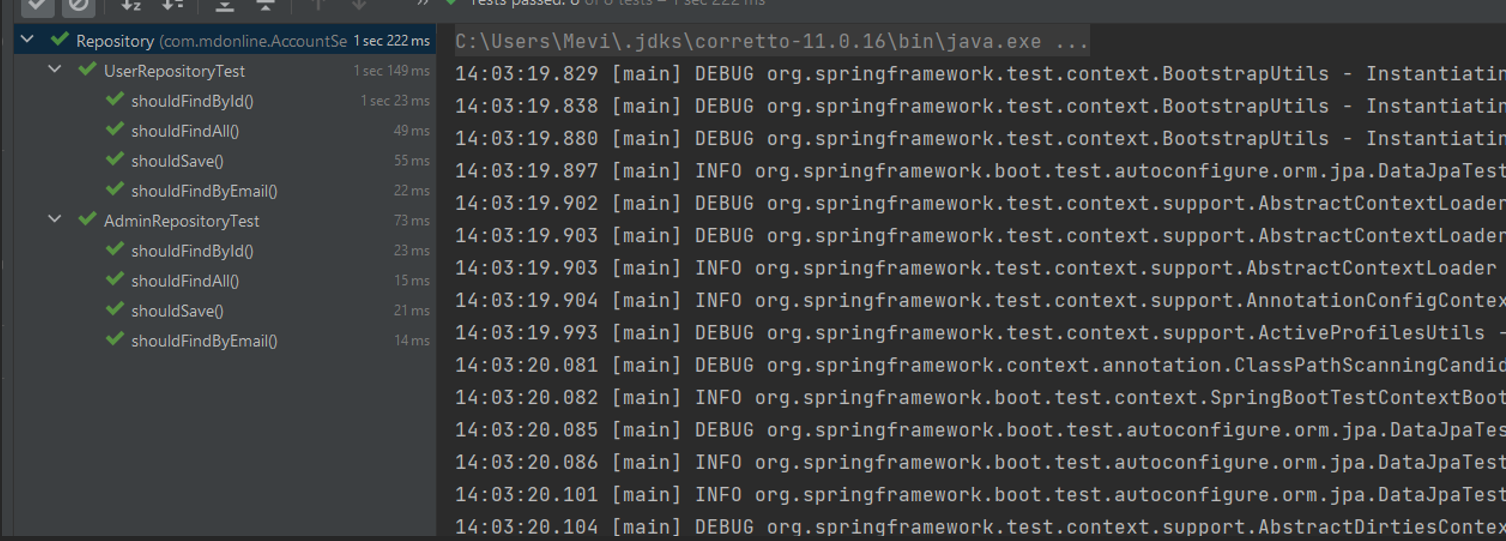 Tests passed: 8 of 8 tests – 1 sec 222 ms
Repository (com.mdonline.AccountSe 1 sec 222 ms
UserRepositoryTest 1 sec 149 ms
shouldFindById() 1 sec 23 ms
shouldFindAll() 49 ms
shouldSave() 55 ms
shouldFindByEmail() 22 ms
AdminRepositoryTest 73 ms
shouldFindById() 23 ms
shouldFindAll() 15 ms
shouldSave() 21 ms
shouldFindByEmail() 14 ms
C:\Users\Mevi\.jdks\corretto-11.0.16\bin\java.exe ...
14:03:19.829 [main] DEBUG org.springframework.test.context.BootstrapUtils - Instantiatin
14:03:19.838 [main] DEBUG org.springframework.test.context.BootstrapUtils - Instantiatin
14:03:19.880 [main] DEBUG org.springframework.test.context.BootstrapUtils - Instantiatin
14:03:19.897 [main] INFO org.springframework.boot.test.autoconfigure.orm.jpa.DataJpaTest
14:03:19.902 [main] DEBUG org.springframework.test.context.support.AbstractContextLoader
14:03:19.903 [main] DEBUG org.springframework.test.context.support.AbstractContextLoader
14:03:19.903 [main] INFO org.springframework.test.context.support.AbstractContextLoader
14:03:19.904 [main] INFO org.springframework.test.context.support.AnnotationConfigContex
14:03:19.993 [main] DEBUG org.springframework.test.context.support.ActiveProfilesUtils -
14:03:20.081 [main] DEBUG org.springframework.context.annotation.ClassPathScanningCandid
14:03:20.082 [main] INFO org.springframework.boot.test.context.SpringBootTestContextBoot
14:03:20.085 [main] DEBUG org.springframework.boot.test.autoconfigure.orm.jpa.DataJpaTes
14:03:20.086 [main] INFO org.springframework.boot.test.autoconfigure.orm.jpa.DataJpaTest
14:03:20.101 [main] INFO org.springframework.boot.test.autoconfigure.orm.jpa.DataJpaTest
14:03:20.104 [main] DEBUG org.springframework.test.context.support.AbstractDirtiesContex